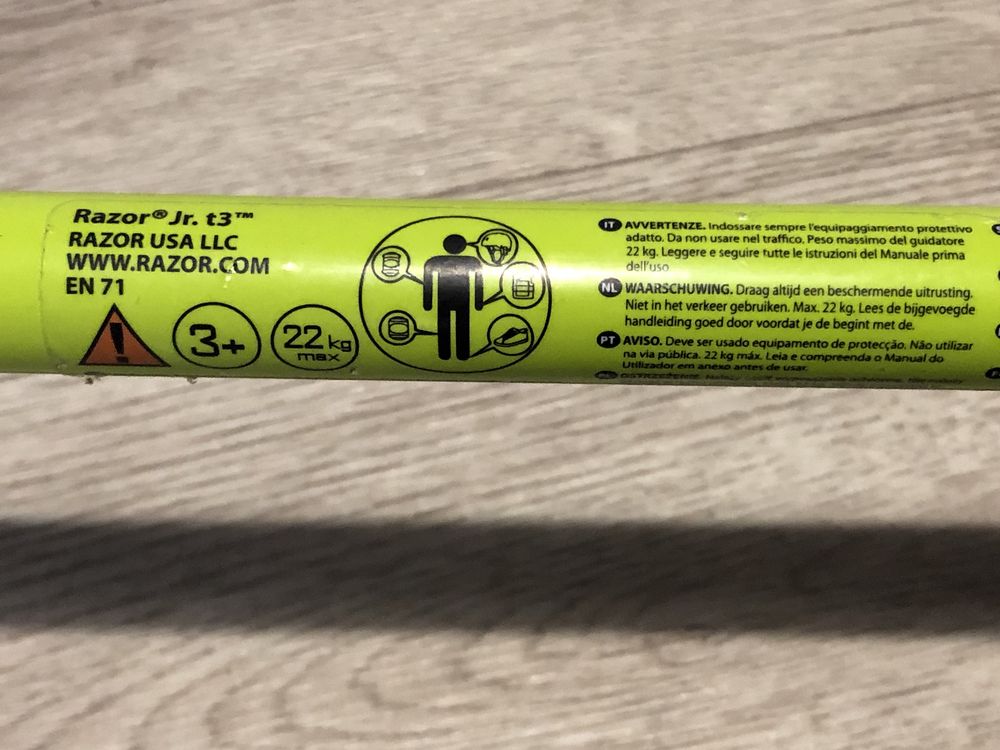 Razor® Jr. t3™
RAZOR USA LLC
WWW.RAZOR.COM
EN 71
3+
22 kg
max
IT AVVERTENZE. Indossare sempre l'equipaggiamento protettivo
adatto. Da non usare nel traffico. Peso massimo del guidatore
22 kg. Leggere e seguire tutte le istruzioni del Manuale prima
dell'uso
NL WAARSCHUWING. Draag altijd een beschermende uitrusting.
Niet in het verkeer gebruiken. Max. 22 kg. Lees de bijgevoegde
handleiding goed door voordat je de begint met de.
PT AVISO. Deve ser usado equipamento de protecção. Não utilizar
na via pública. 22 kg máx. Leia e compreenda o Manual do
Utilizador em anexo antes de usar.